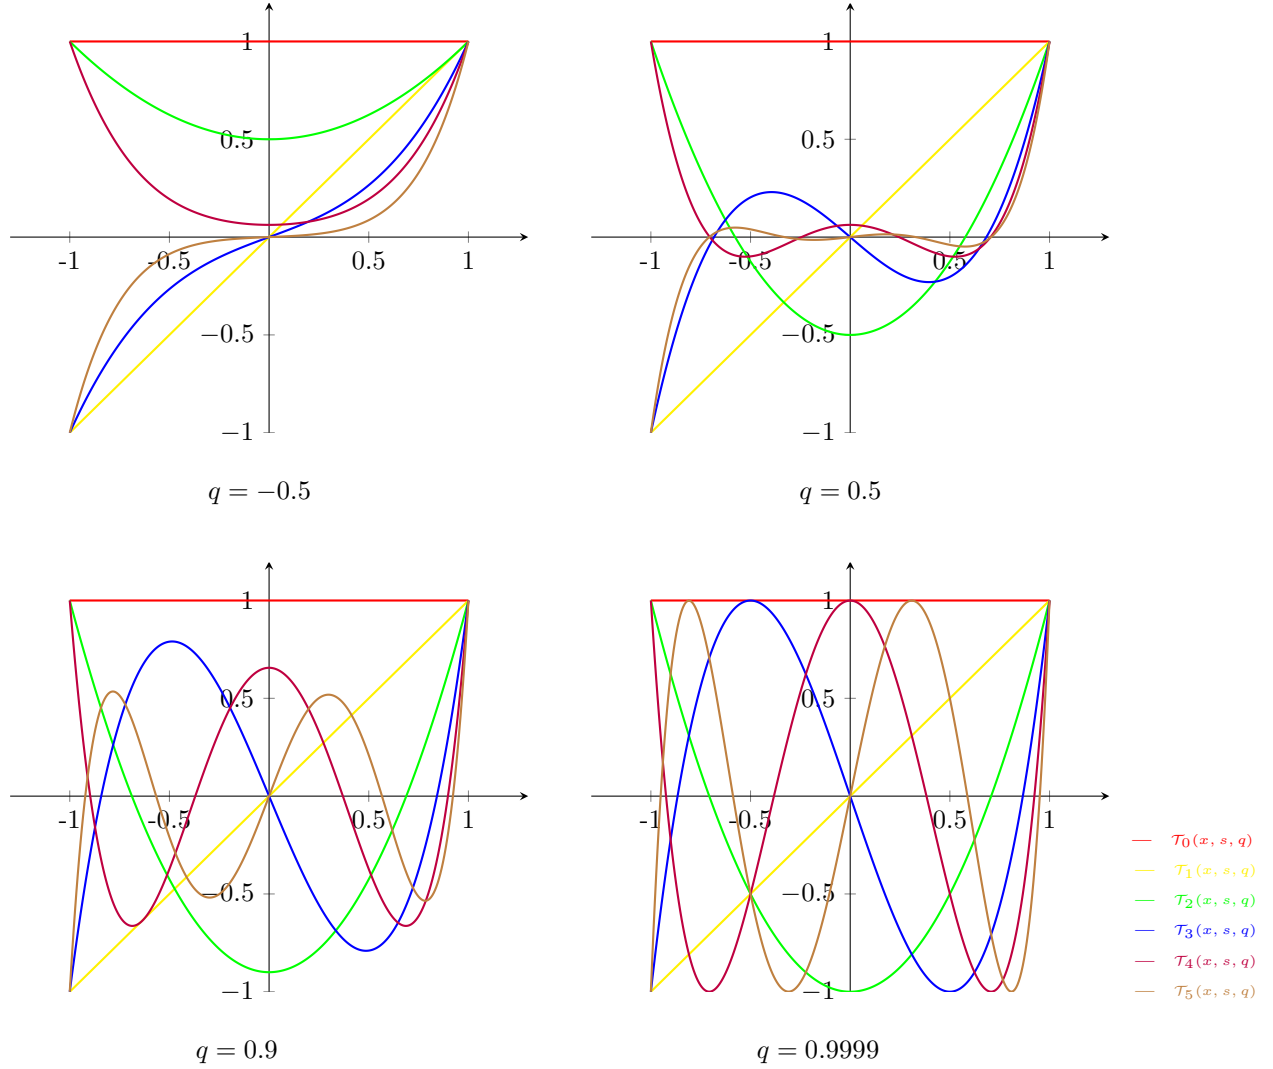 1 1
0.5 0.5
-1 -0.5 0.5 1 -1 -0.5 0.5 1
−0.5 −0.5
−1 −1
q = −0.5 q = 0.5
1 1
0.5 0.5
-1 -0.5 0.5 1 -1 -0.5 0.5 1
−0.5 −0.5
−1 −1
𝒯₀(x, s, q)
𝒯₁(x, s, q)
𝒯₂(x, s, q)
𝒯₃(x, s, q)
𝒯₄(x, s, q)
𝒯₅(x, s, q)
q = 0.9 q = 0.9999